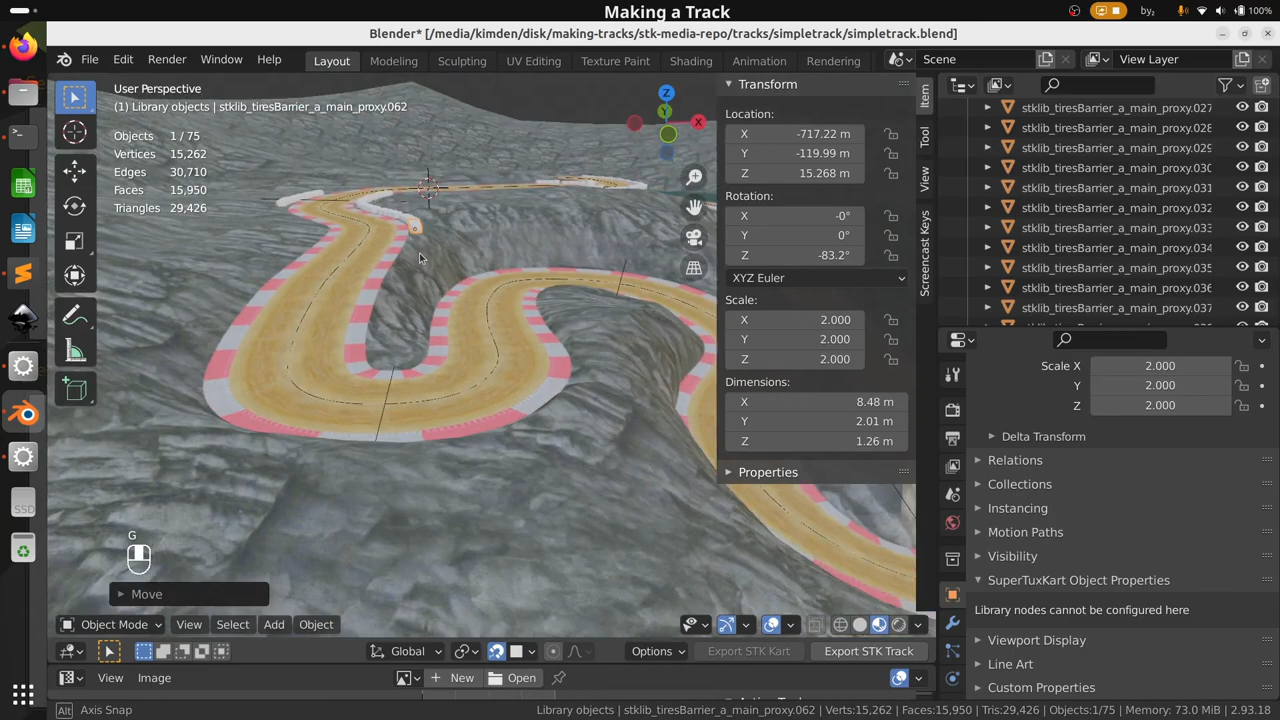 Making a Track
by₂
100%
Blender* [/media/kimden/disk/making-tracks/stk-media-repo/tracks/simpletrack/simpletrack.blend]
File Edit Render Window Help
Layout Modeling Sculpting UV Editing Texture Paint Shading Animation Rendering
Scene
View Layer
User Perspective
(1) Library objects | stklib_tiresBarrier_a_main_proxy.062
Objects 1 / 75
Vertices 15,262
Edges 30,710
Faces 15,950
Triangles 29,426
Z
Y
X
Transform
Location:
X -717.22 m
Y -119.99 m
Z 15.268 m
Rotation:
X -0°
Y 0°
Z -83.2°
XYZ Euler
Scale:
X 2.000
Y 2.000
Z 2.000
Dimensions:
X 8.48 m
Y 2.01 m
Z 1.26 m
Properties
Item
Tool
View
Screencast Keys
stklib_tiresBarrier_a_main_proxy.027
stklib_tiresBarrier_a_main_proxy.028
stklib_tiresBarrier_a_main_proxy.029
stklib_tiresBarrier_a_main_proxy.030
stklib_tiresBarrier_a_main_proxy.031
stklib_tiresBarrier_a_main_proxy.032
stklib_tiresBarrier_a_main_proxy.033
stklib_tiresBarrier_a_main_proxy.034
stklib_tiresBarrier_a_main_proxy.035
stklib_tiresBarrier_a_main_proxy.036
stklib_tiresBarrier_a_main_proxy.037
Scale X 2.000
Y 2.000
Z 2.000
Delta Transform
Relations
Collections
Instancing
Motion Paths
Visibility
SuperTuxKart Object Properties
Library nodes cannot be configured here
Viewport Display
Line Art
Custom Properties
SSD
G
Move
Object Mode View Select Add Object
Global
Options
Export STK Kart
Export STK Track
View Image
New
Open
Alt Axis Snap
Library objects | stklib_tiresBarrier_a_main_proxy.062 | Verts:15,262 | Faces:15,950 | Tris:29,426 | Objects:1/75 | Memory: 73.0 MiB | 2.93.18